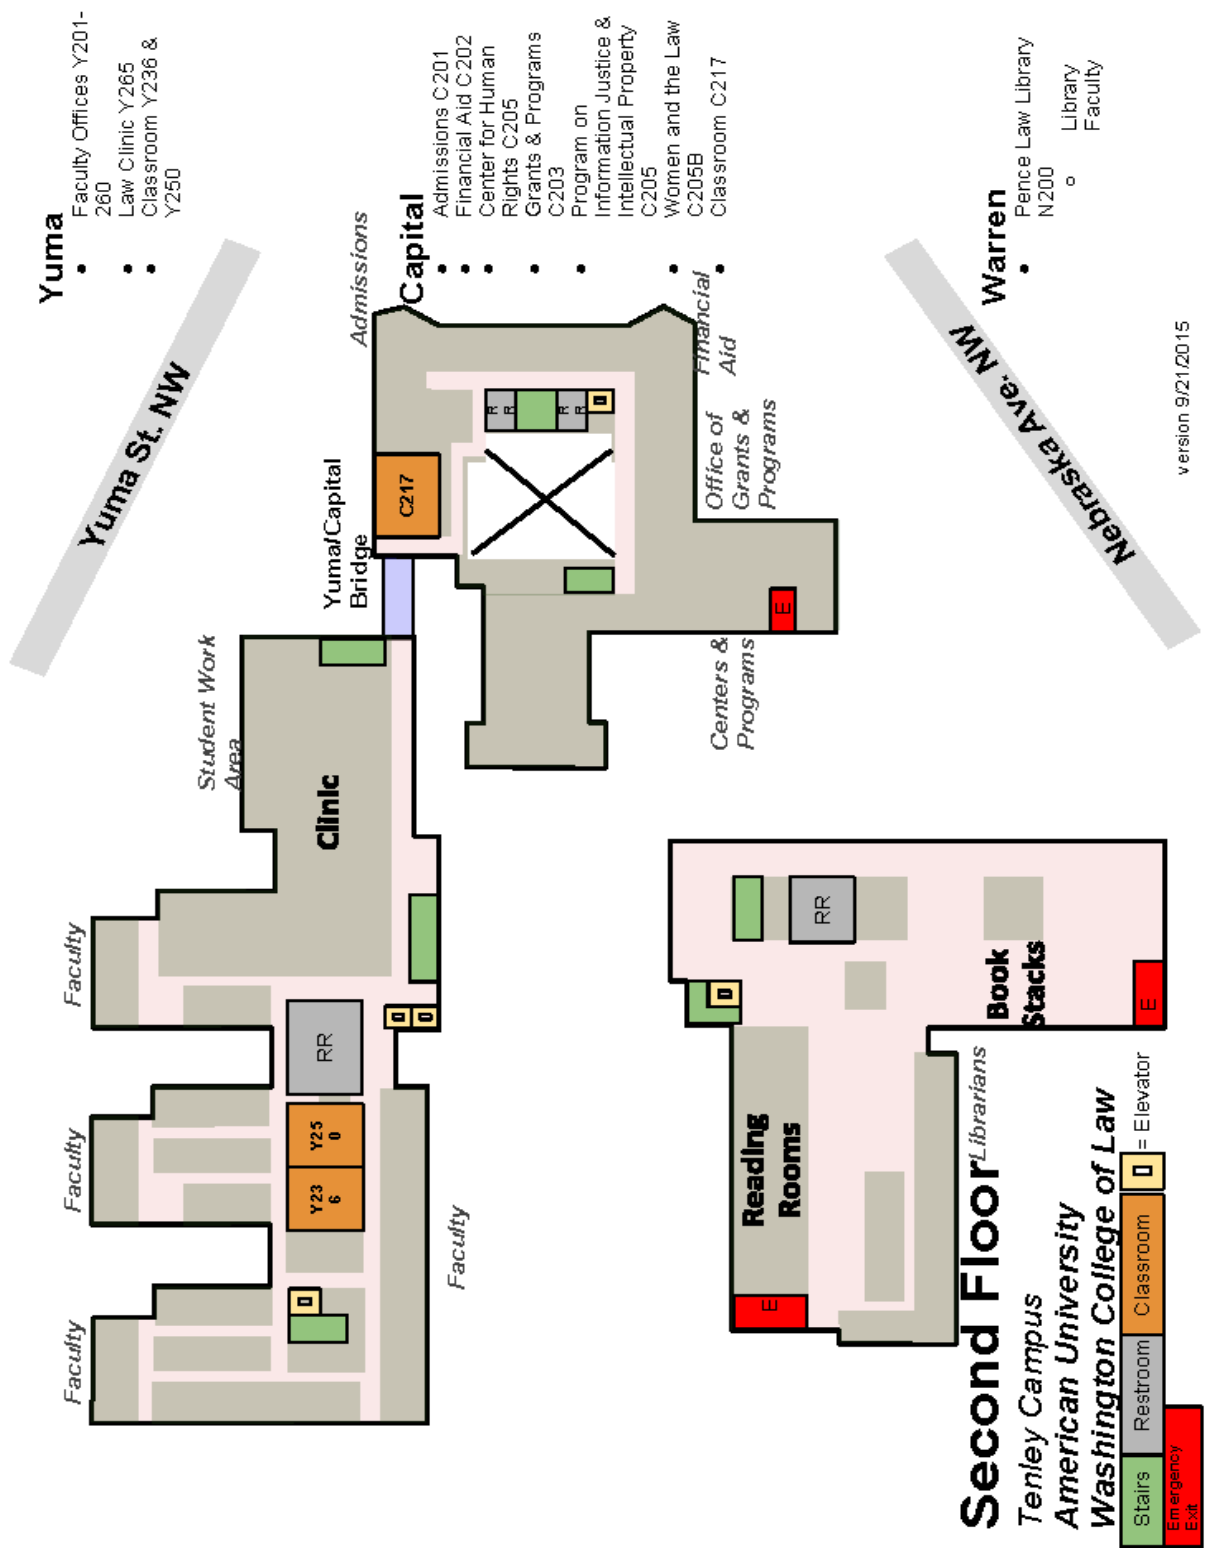 Second Floor
Tenley Campus
American University
Washington College of Law
Stairs
Restroom
Classroom
= Elevator
Emergency
Exit
Yuma St. NW
Yuma
Faculty Offices Y201-
260
Law Clinic Y265
Classroom Y236 &
Y250
Faculty
Faculty
Faculty
Faculty
Student Work
Area
Clinic
RR
Y25
0
Y23
6
Yuma/Capital
Bridge
Admissions
C217
R
R
R
R
Financial
Aid
Office of
Grants &
Programs
Centers &
Programs
E
Capital
Admissions C201
Financial Aid C202
Center for Human
Rights C205
Grants & Programs
C203
Program on
Information Justice &
Intellectual Property
C205
Women and the Law
C205B
Classroom C217
Reading
Rooms
Librarians
Book
Stacks
RR
E
E
Nebraska Ave. NW
Warren
Pence Law Library
N200
Library
Faculty
version 9/21/2015